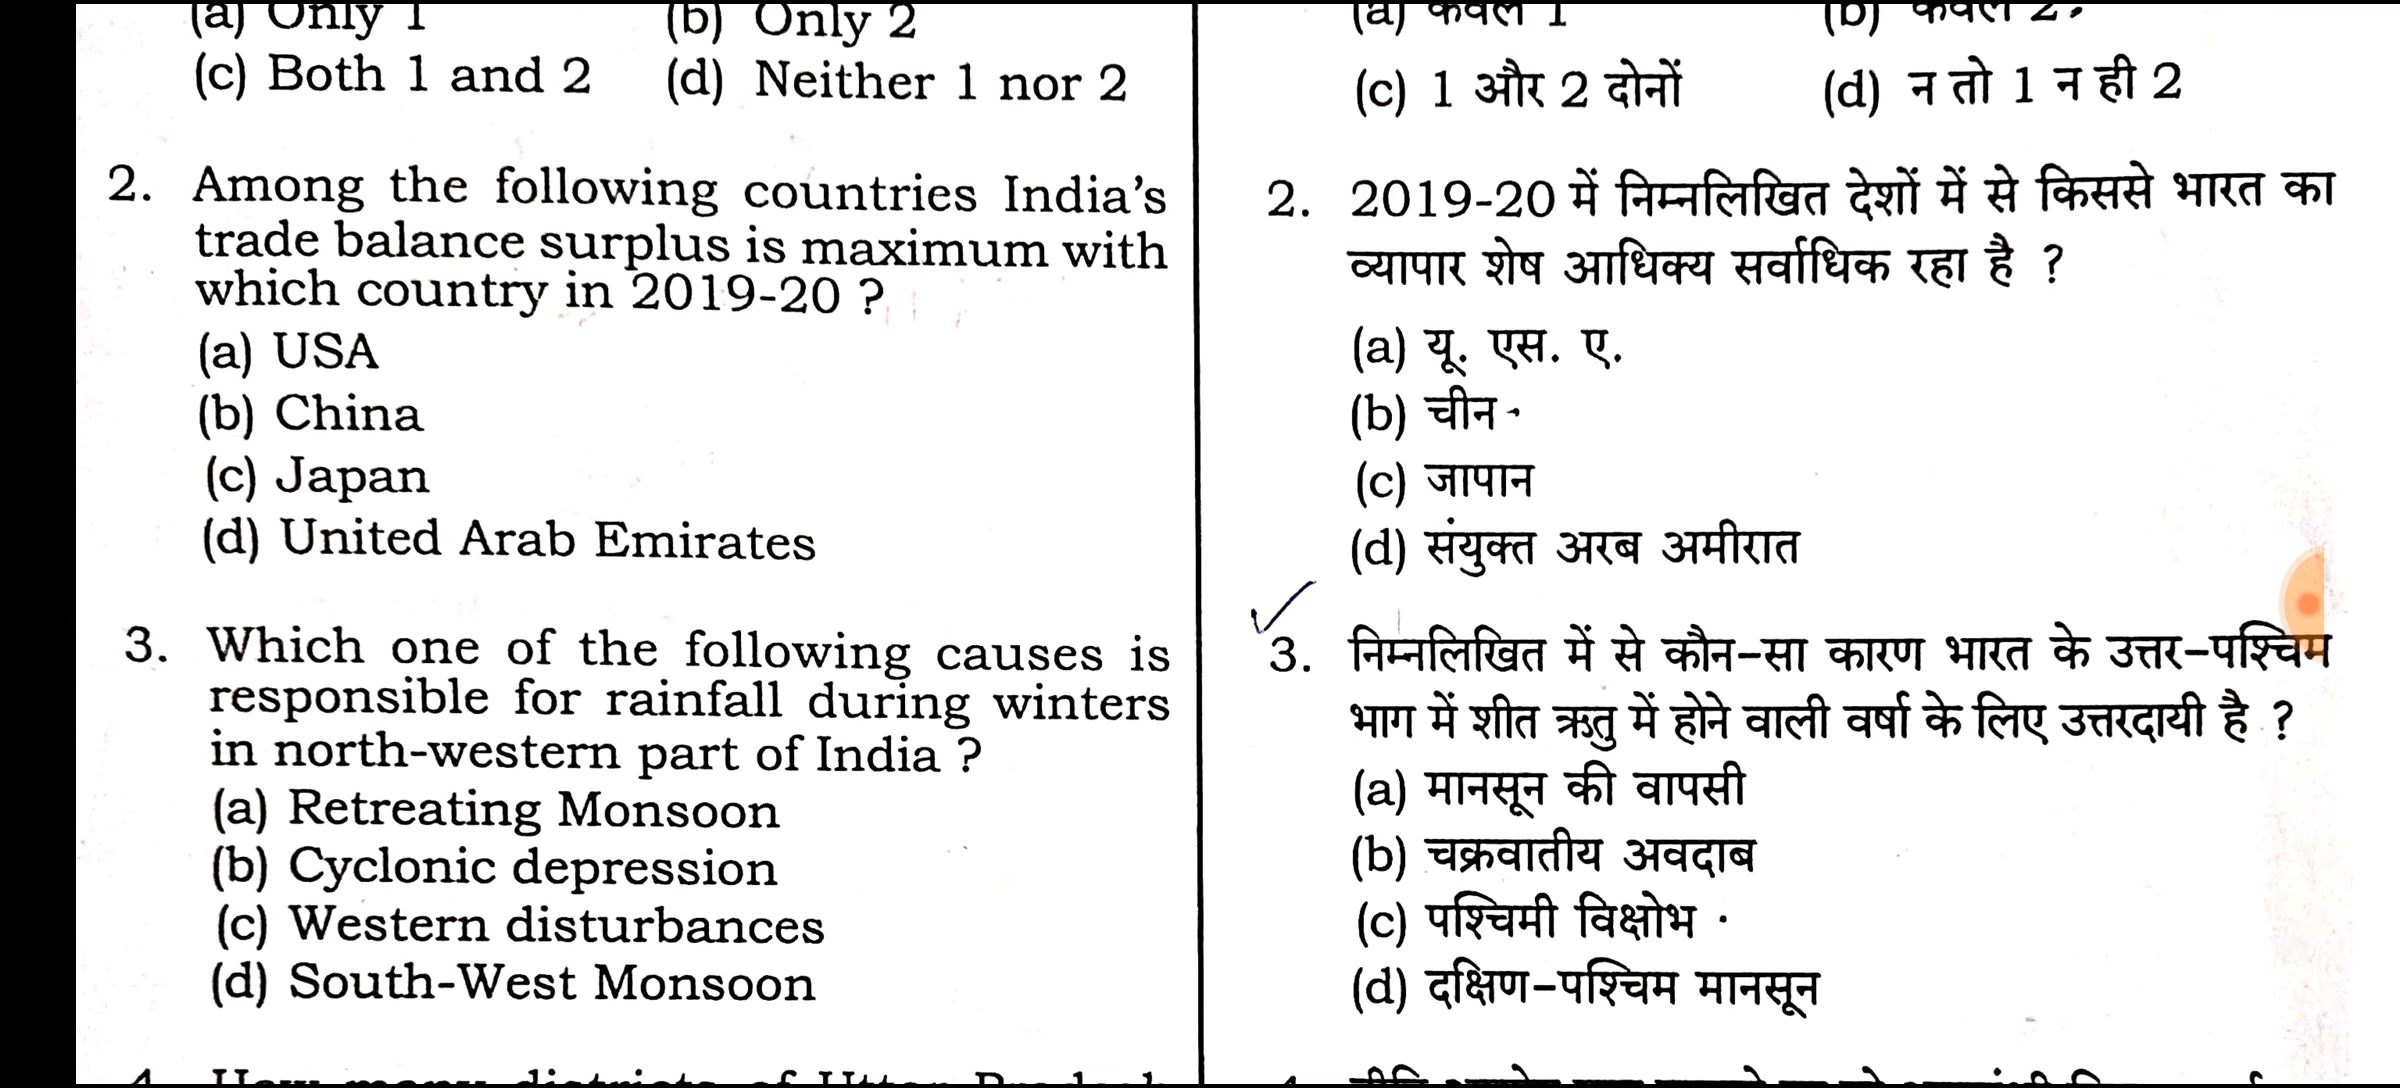 (a) Only 1 (b) Only 2
(c) Both 1 and 2 (d) Neither 1 nor 2
2. Among the following countries India's
trade balance surplus is maximum with
which country in 2019-20 ?
(a) USA
(b) China
(c) Japan
(d) United Arab Emirates
3. Which one of the following causes is
responsible for rainfall during winters
in north-western part of India ?
(a) Retreating Monsoon
(b) Cyclonic depression
(c) Western disturbances
(d) South-West Monsoon
(a) केवल 1 (b) केवल 2
(c) 1 और 2 दोनों (d) न तो 1 न ही 2
2. 2019-20 में निम्नलिखित देशों में से किससे भारत का
व्यापार शेष आधिक्य सर्वाधिक रहा है ?
(a) यू. एस. ए.
(b) चीन
(c) जापान
(d) संयुक्त अरब अमीरात
3. निम्नलिखित में से कौन-सा कारण भारत के उत्तर-पश्चिम
भाग में शीत ऋतु में होने वाली वर्षा के लिए उत्तरदायी है ?
(a) मानसून की वापसी
(b) चक्रवातीय अवदाब
(c) पश्चिमी विक्षोभ
(d) दक्षिण-पश्चिम मानसून